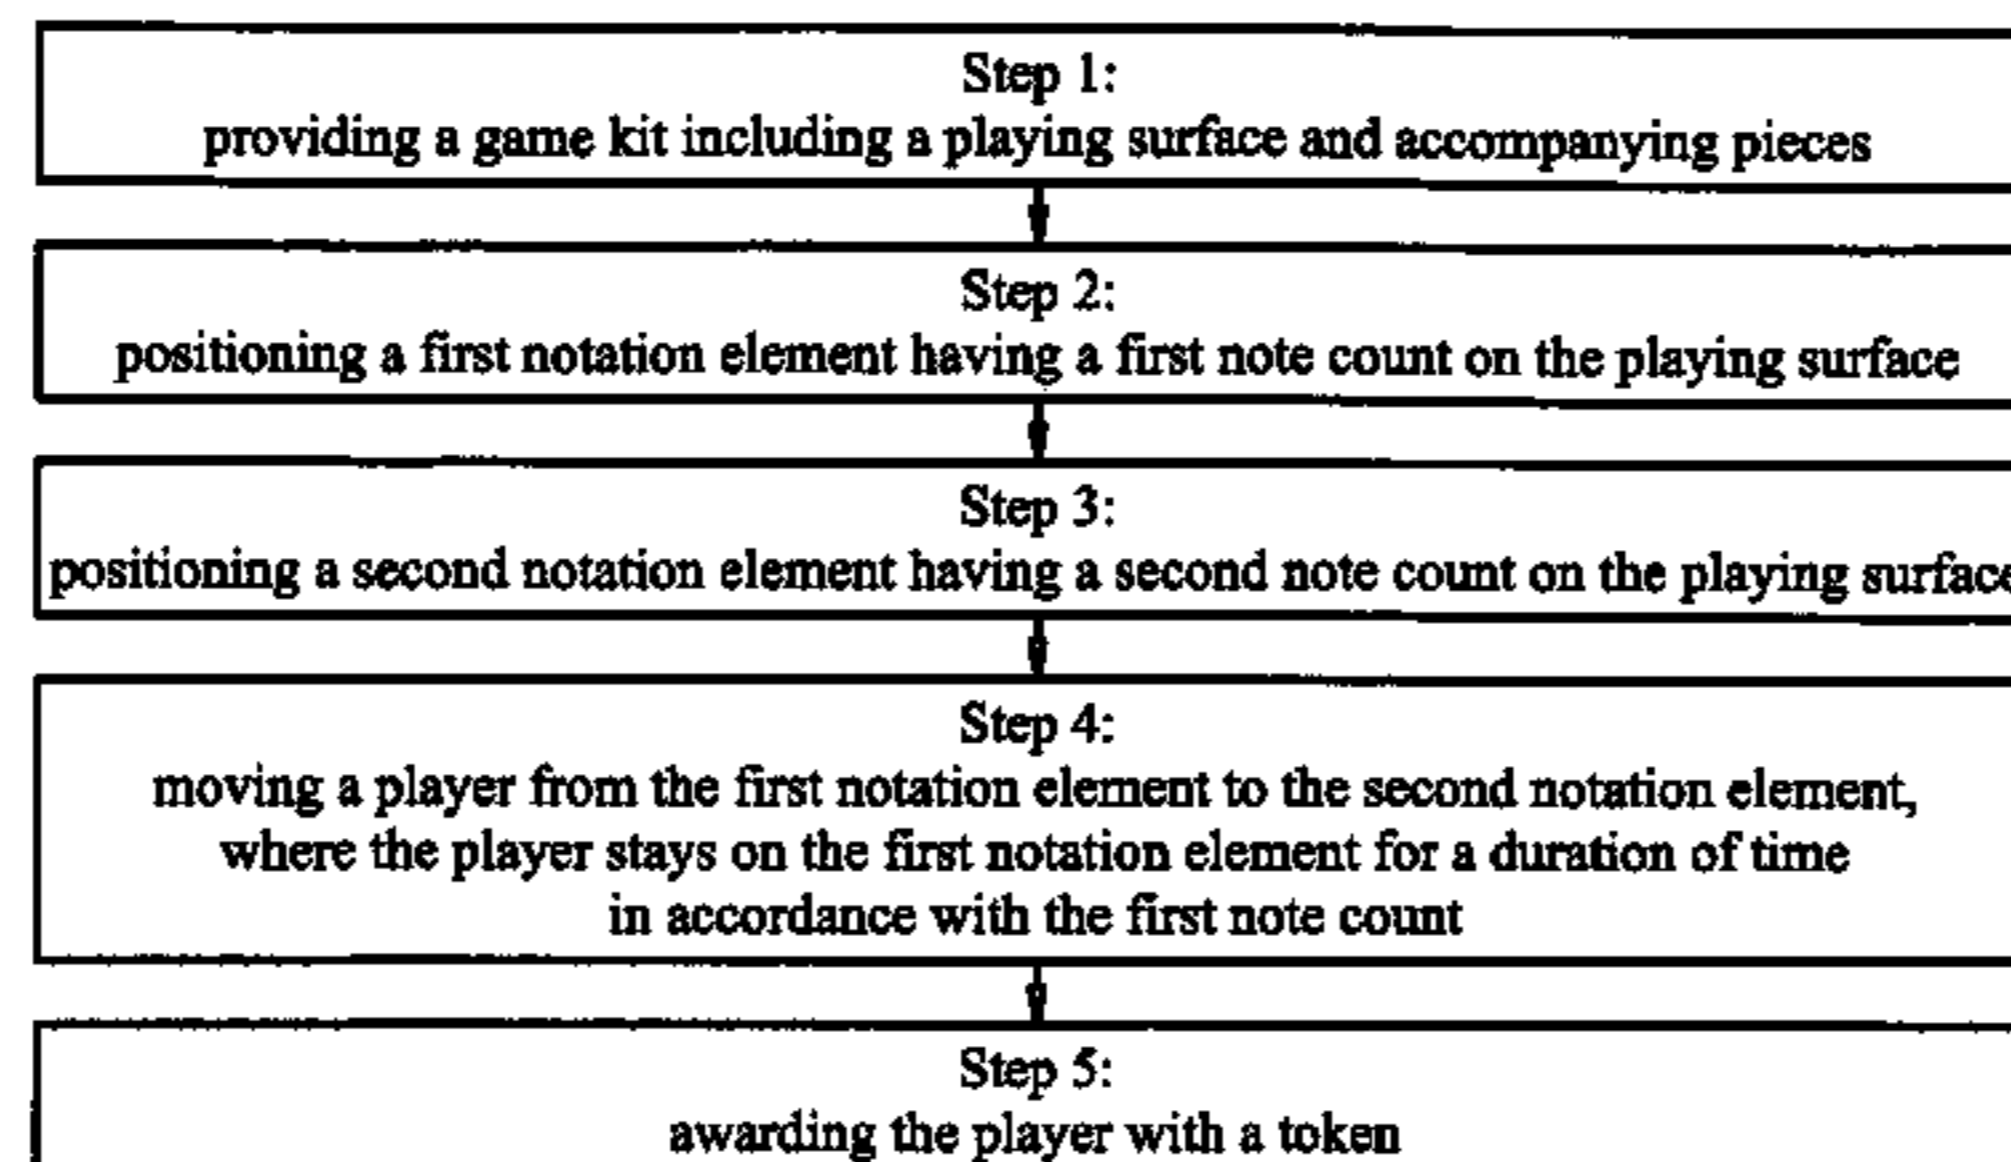 Step 1:
providing a game kit including a playing surface and accompanying pieces
Step 2:
positioning a first notation element having a first note count on the playing surface
Step 3:
positioning a second notation element having a second note count on the playing surface
Step 4:
moving a player from the first notation element to the second notation element,
where the player stays on the first notation element for a duration of time
in accordance with the first note count
Step 5:
awarding the player with a token